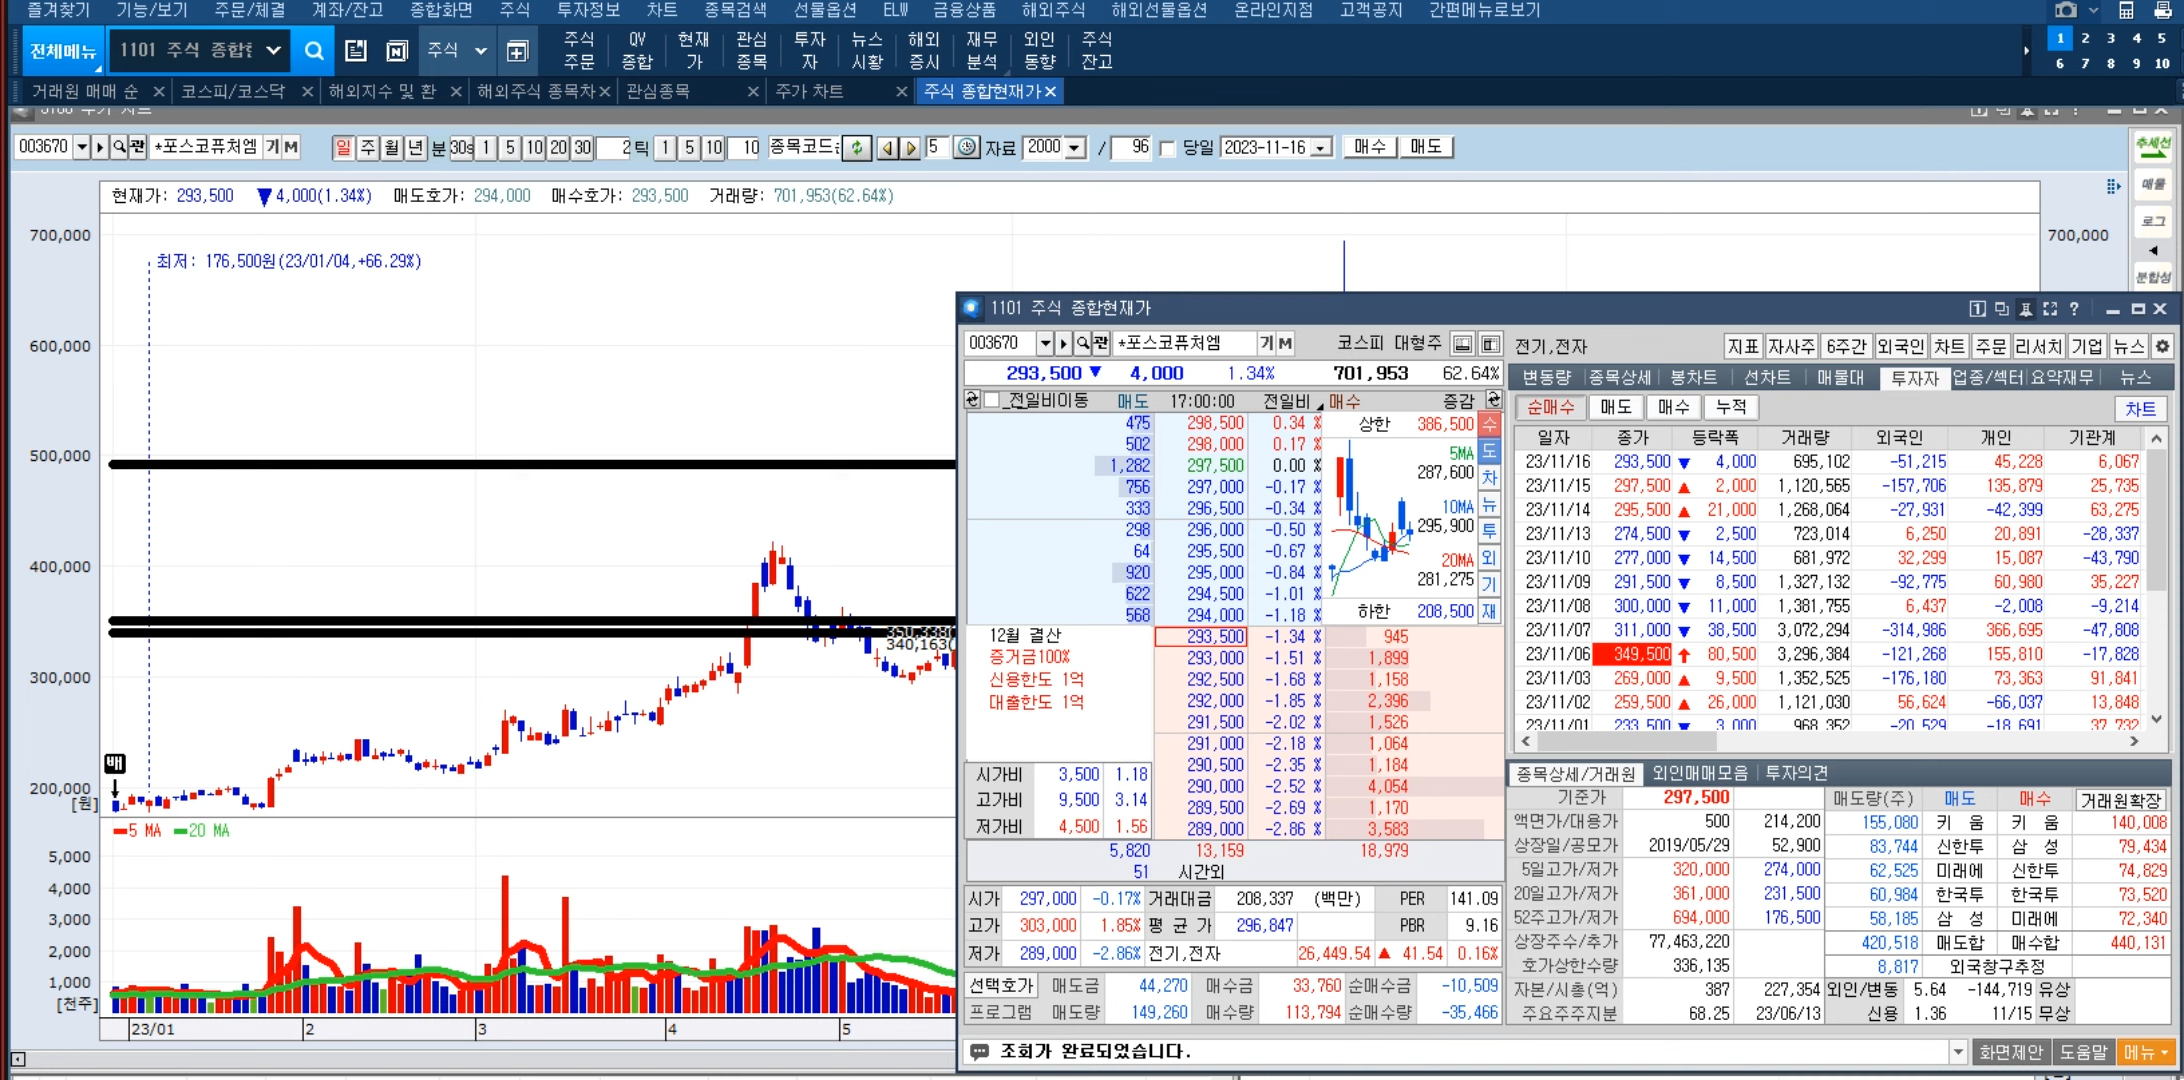 즐겨찾기 기능/보기 주문/체결 계좌/잔고 종합화면 주식 투자정보 차트 종목검색 선물옵션 ELW 금융상품 해외주식 해외선물옵션 온라인지점 고객공지 간편메뉴로보기
전체메뉴 1101 주식 종합현 주식
주식 주문 QV 종합 현재 가 관심 종목 투자 자 뉴스 시황 해외 증시 재무 분석 외인 동향 주식 잔고
1 2 3 4 5
6 7 8 9 10
거래원 매매 순 코스피/코스닥 해외지수 및 환 해외주식 종목차 관심종목 주가 차트 주식 종합현재가
003670 관 *포스코퓨처엠 기 M 일 주 월 년 분 30s 1 5 10 20 30 2 틱 1 5 10 10 종목코드 5 자료 2000 / 96 당일 2023-11-16 매수 매도
추세선
매물
로그
분합성
현재가: 293,500 ▼4,000(1.34%) 매도호가: 294,000 매수호가: 293,500 거래량: 701,953(62.64%)
700,000 700,000
최저: 176,500원(23/01/04,+66.29%)
600,000
500,000
400,000
340,163(
300,000
배
200,000
[원]
5 MA 20 MA
5,000
4,000
3,000
2,000
1,000
[천주]
23/01 2 3 4 5
1101 주식 종합현재가
003670 관 *포스코퓨처엠 기 M 코스피 대형주 전기,전자 지표 자사주 6주간 외국인 차트 주문 리서치 기업 뉴스
293,500 ▼ 4,000 1.34% 701,953 62.64%
변동량 종목상세 봉차트 선차트 매물대 투자자 업종/섹터 요약재무 뉴스
전일비이동 매도 17:00:00 전일비 매수 증감
순매수 매도 매수 누적 차트
475 298,500 0.34 %
502 298,000 0.17 %
1,282 297,500 0.00 %
756 297,000 -0.17 %
333 296,500 -0.34 %
298 296,000 -0.50 %
64 295,500 -0.67 %
920 295,000 -0.84 %
622 294,500 -1.01 %
568 294,000 -1.18 %
상한 386,500
5MA
287,600
10MA
295,900
20MA
281,275
하한 208,500
수
도
차
뉴
투
외
기
재
12월 결산
증거금100%
신용한도 1억
대출한도 1억
293,500 -1.34 % 945
293,000 -1.51 % 1,899
292,500 -1.68 % 1,158
292,000 -1.85 % 2,396
291,500 -2.02 % 1,526
291,000 -2.18 % 1,064
290,500 -2.35 % 1,184
290,000 -2.52 % 4,054
289,500 -2.69 % 1,170
289,000 -2.86 % 3,583
시가비 3,500 1.18
고가비 9,500 3.14
저가비 4,500 1.56
5,820 13,159 18,979
51 시간외
시가 297,000 -0.17% 거래대금 208,337 (백만) PER 141.09
고가 303,000 1.85% 평 균 가 296,847 PBR 9.16
저가 289,000 -2.86% 전기,전자 26,449.54 ▲ 41.54 0.16%
선택호가 매도금 44,270 매수금 33,760 순매수금 -10,509
프로그램 매도량 149,260 매수량 113,794 순매수량 -35,466
일자 종가 등락폭 거래량 외국인 개인 기관계
23/11/16 293,500 ▼ 4,000 695,102 -51,215 45,228 6,067
23/11/15 297,500 ▲ 2,000 1,120,565 -157,706 135,879 25,735
23/11/14 295,500 ▲ 21,000 1,268,064 -27,931 -42,399 63,275
23/11/13 274,500 ▼ 2,500 723,014 6,250 20,891 -28,337
23/11/10 277,000 ▼ 14,500 681,972 32,299 15,087 -43,790
23/11/09 291,500 ▼ 8,500 1,327,132 -92,775 60,980 35,227
23/11/08 300,000 ▼ 11,000 1,381,755 6,437 -2,008 -9,214
23/11/07 311,000 ▼ 38,500 3,072,294 -314,986 366,695 -47,808
23/11/06 349,500 ↑ 80,500 3,296,384 -121,268 155,810 -17,828
23/11/03 269,000 ▲ 9,500 1,352,525 -176,180 73,363 91,841
23/11/02 259,500 ▲ 26,000 1,121,030 56,624 -66,037 13,848
23/11/01 233,500 ▼ 3,000 968,352 -20,529 -18,691 37,732
종목상세/거래원 외인매매모음 투자의견
기준가 297,500 매도량(주) 매도 매수 거래원확장
액면가/대용가 500 214,200 155,080 키 움 키 움 140,008
상장일/공모가 2019/05/29 52,900 83,744 신한투 삼 성 79,434
5일고가/저가 320,000 274,000 62,525 미래에 신한투 74,829
20일고가/저가 361,000 231,500 60,984 한국투 한국투 73,520
52주고가/저가 694,000 176,500 58,185 삼 성 미래에 72,340
상장주수/추가 77,463,220 420,518 매도합 매수합 440,131
호가상한수량 336,135 8,817 외국창구추정
자본/시총(억) 387 227,354 외인/변동 5.64 -144,719 유상
주요주주지분 68.25 23/06/13 신용 1.36 11/15 무상
조회가 완료되었습니다. 화면제안 도움말 메뉴